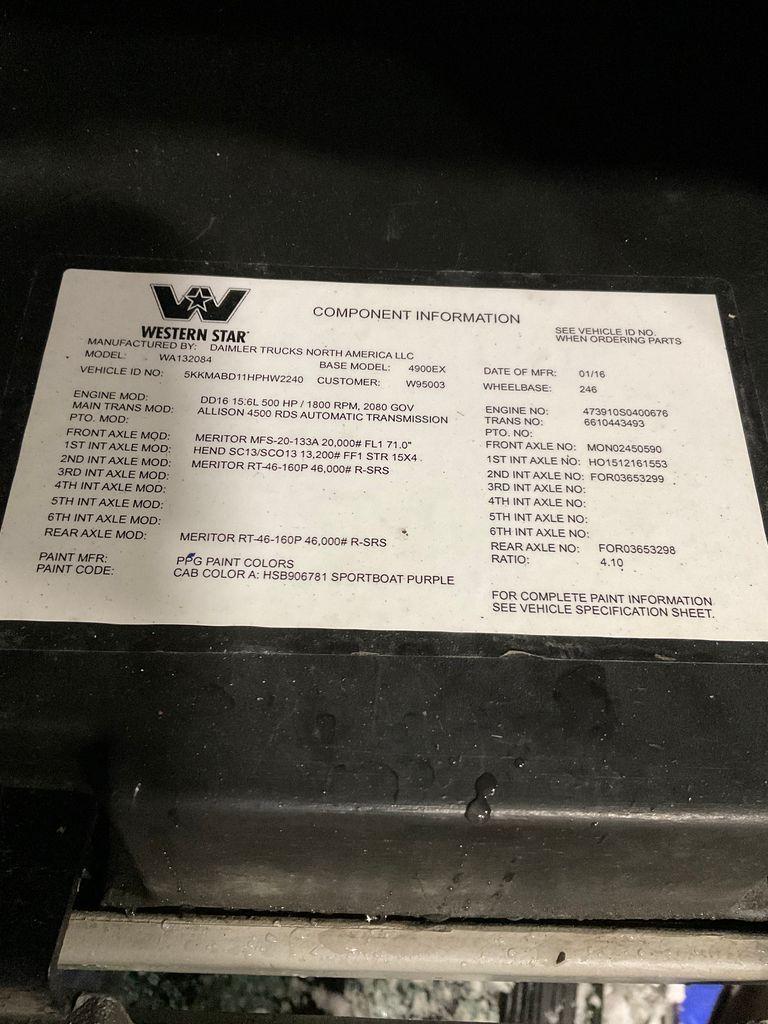 WESTERN STAR
COMPONENT INFORMATION
SEE VEHICLE ID NO.
WHEN ORDERING PARTS
MANUFACTURED BY: DAIMLER TRUCKS NORTH AMERICA LLC
MODEL: WA132084 BASE MODEL: 4900EX DATE OF MFR: 01/16
VEHICLE ID NO: 5KKMABD11HPHW2240 CUSTOMER: W95003 WHEELBASE: 246
ENGINE MOD: DD16 15.6L 500 HP / 1800 RPM, 2080 GOV ENGINE NO: 473910S0400676
MAIN TRANS MOD: ALLISON 4500 RDS AUTOMATIC TRANSMISSION TRANS NO: 6610443493
PTO. MOD: PTO. NO:
FRONT AXLE MOD: MERITOR MFS-20-133A 20,000# FL1 71.0" FRONT AXLE NO: MON02450590
1ST INT AXLE MOD: HEND SC13/SCO13 13,200# FF1 STR 15X4 1ST INT AXLE NO: HO1512161553
2ND INT AXLE MOD: MERITOR RT-46-160P 46,000# R-SRS 2ND INT AXLE NO: FOR03653299
3RD INT AXLE MOD: 3RD INT AXLE NO:
4TH INT AXLE MOD: 4TH INT AXLE NO:
5TH INT AXLE MOD: 5TH INT AXLE NO:
6TH INT AXLE MOD: 6TH INT AXLE NO:
REAR AXLE MOD: MERITOR RT-46-160P 46,000# R-SRS REAR AXLE NO: FOR03653298
RATIO: 4.10
PAINT MFR: PPG PAINT COLORS
PAINT CODE: CAB COLOR A: HSB906781 SPORTBOAT PURPLE
FOR COMPLETE PAINT INFORMATION
SEE VEHICLE SPECIFICATION SHEET.